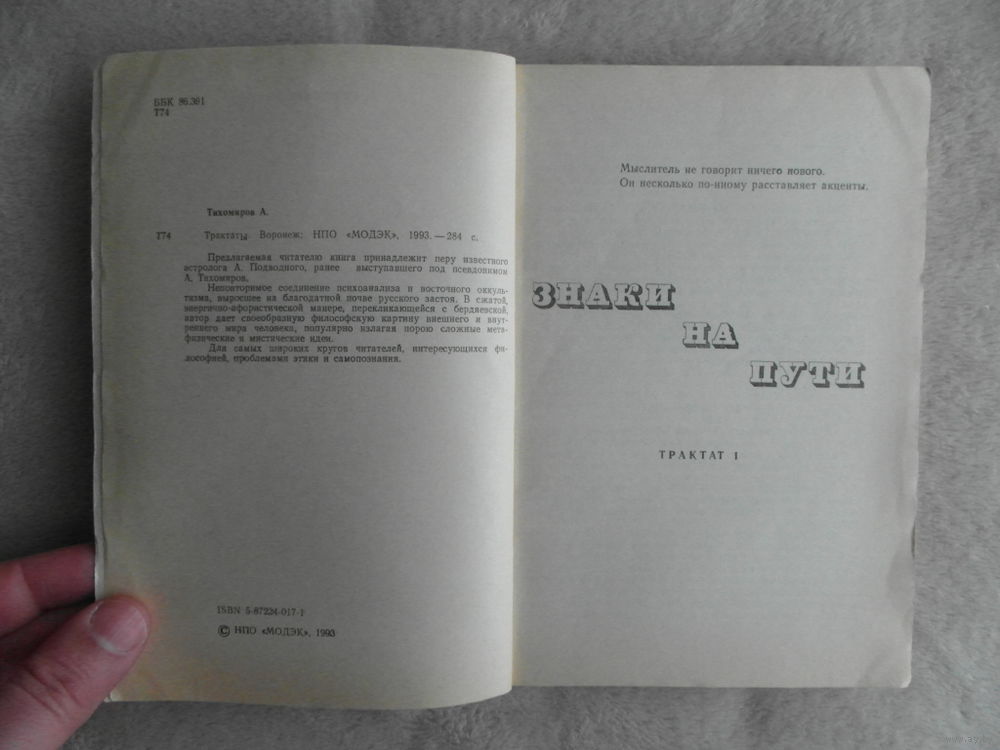 ББК 86.391
Т74
Тихомиров А.
Т74 Трактаты Воронеж: НПО «МОДЭК», 1993. — 284 с.
Предлагаемая читателю книга принадлежит перу известного
астролога А. Подводного, ранее выступавшего под псевдонимом
А. Тихомиров.
Неповторимое соединение психоанализа и восточного оккуль-
тизма, выросшее на благодатной почве русского застоя. В сжатой,
энергично-афористической манере, перекликающейся с бердяевской,
автор дает своеобразную философскую картину внешнего и внут-
реннего мира человека, популярно излагая порою сложные мета-
физические и мистические идеи.
Для самых широких кругов читателей, интересующихся фи-
лософией, проблемами этики и самопознания.
ISBN 5-87224-017-1
© НПО «МОДЭК», 1993
Мыслитель не говорит ничего нового.
Он несколько по-иному расставляет акценты.
ЗНАКИ
НА
ПУТИ
ТРАКТАТ 1